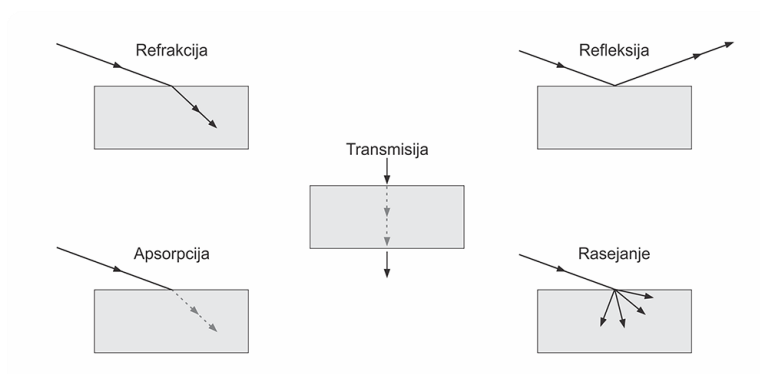 Refrakcija
Refleksija
Transmisija
Apsorpcija
Rasejanje